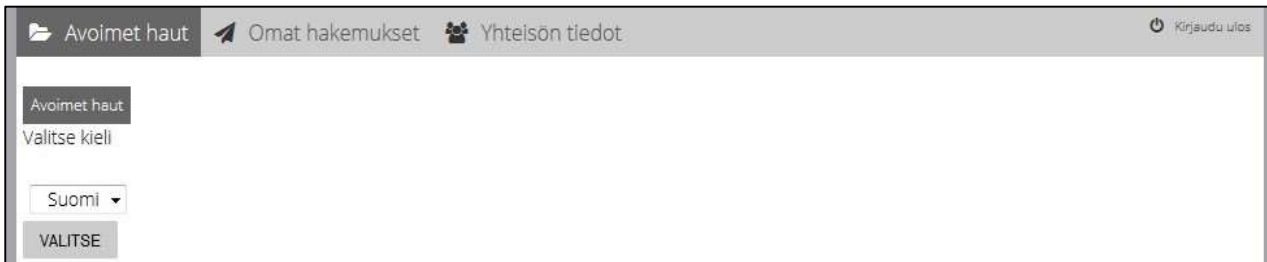 Avoimet haut Omat hakemukset Yhteisön tiedot Kirjaudu ulos
Avoimet haut
Valitse kieli
Suomi
VALITSE